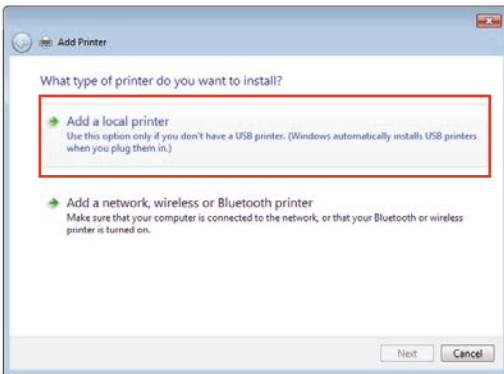 Add Printer
What type of printer do you want to install?
Add a local printer
Use this option only if you don't have a USB printer. (Windows automatically installs USB printers
when you plug them in.)
Add a network, wireless or Bluetooth printer
Make sure that your computer is connected to the network, or that your Bluetooth or wireless
printer is turned on.
Next
Cancel